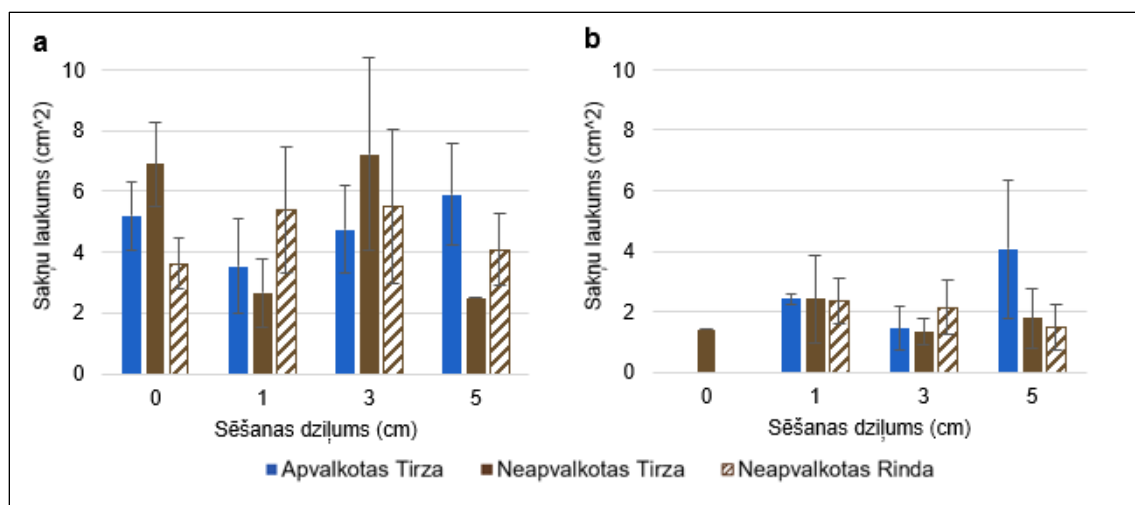 a
10
8
6
4
2
0
Sakņu laukums (cm^2)
0 1 3 5
Sēšanas dziļums (cm)
b
10
8
6
4
2
0
Sakņu laukums (cm^2)
0 1 3 5
Sēšanas dziļums (cm)
Apvalkotas Tirza Neapvalkotas Tirza Neapvalkotas Rinda